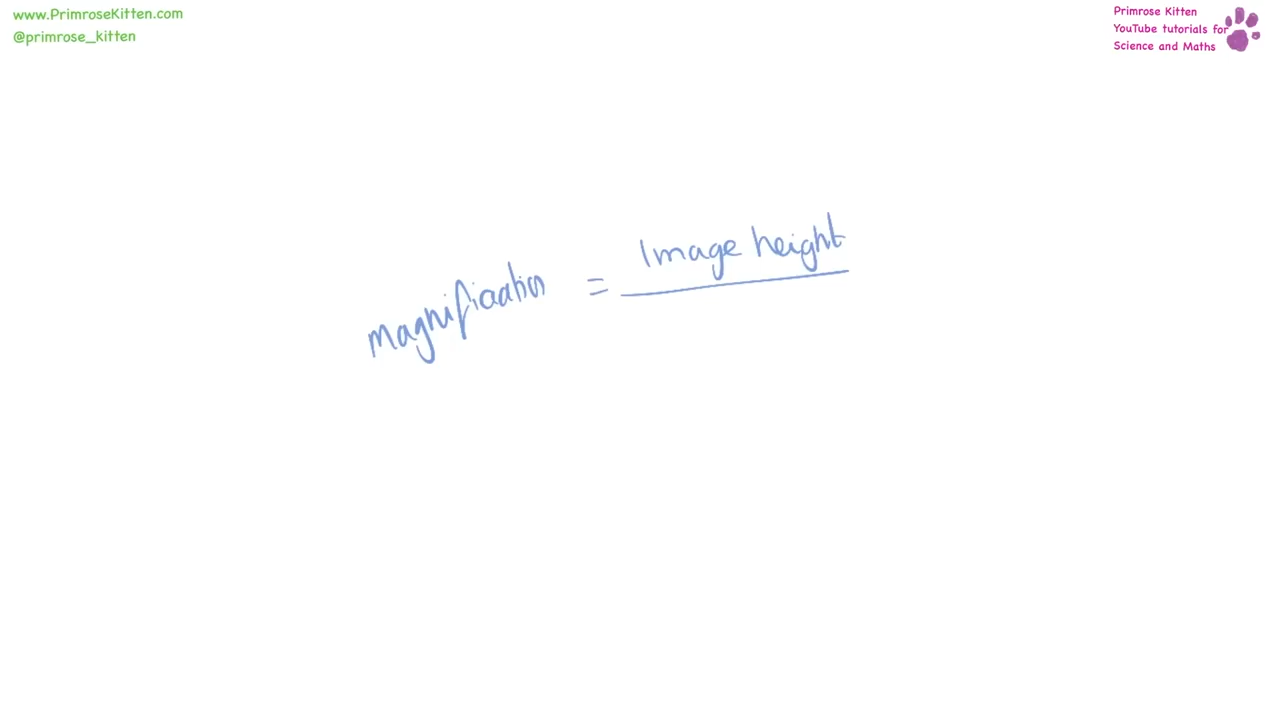 www.PrimroseKitten.com
@primrose_kitten
Primrose Kitten
YouTube tutorials for
Science and Maths
magnification = Image height